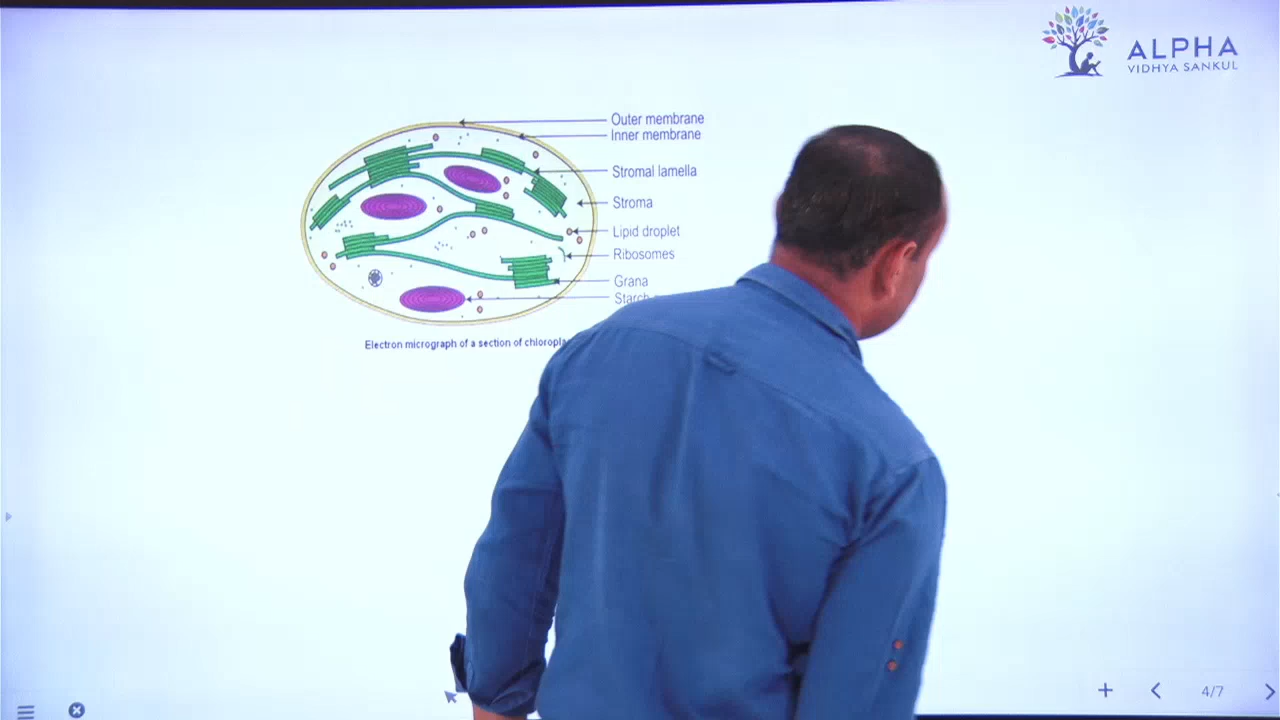 ALPHA
VIDHYA SANKUL
Outer membrane
Inner membrane
Stromal lamella
Stroma
Lipid droplet
Ribosomes
Grana
Electron micrograph of a section of
4/7